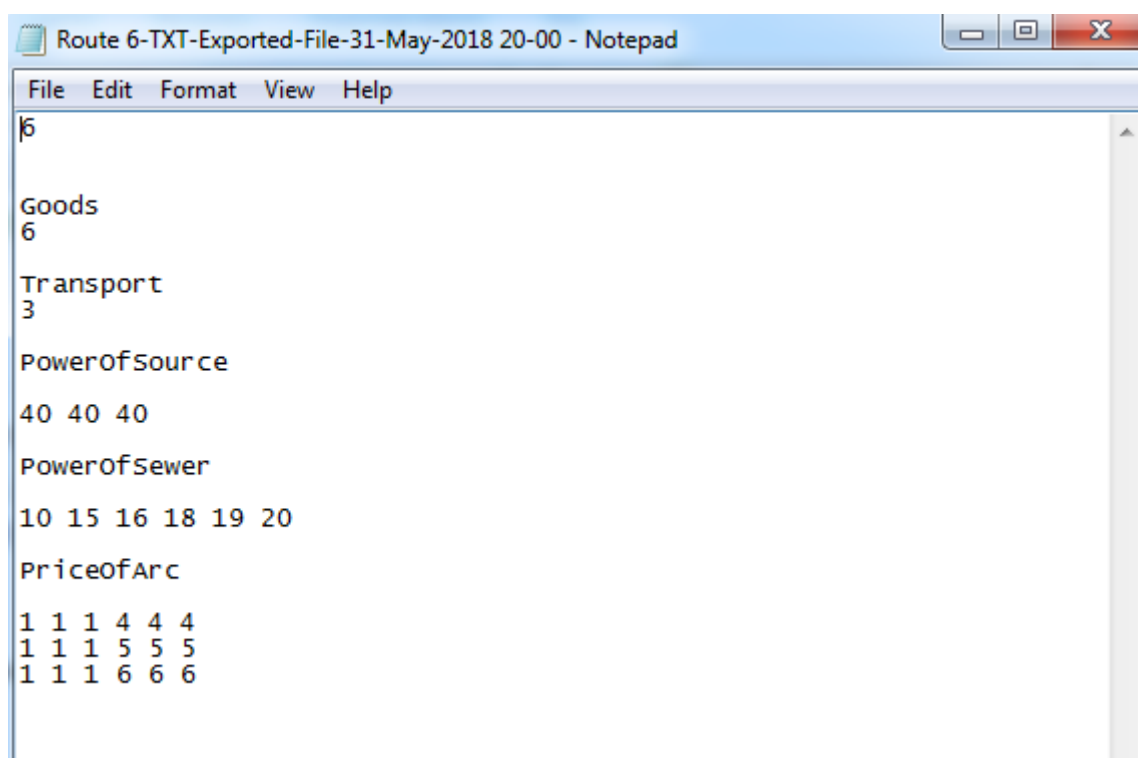 Route 6-TXT-Exported-File-31-May-2018 20-00 - Notepad
File Edit Format View Help
6
Goods
6
Transport
3
PowerOfSource
40 40 40
PowerOfSewer
10 15 16 18 19 20
PriceOfArc
1 1 1 4 4 4
1 1 1 5 5 5
1 1 1 6 6 6